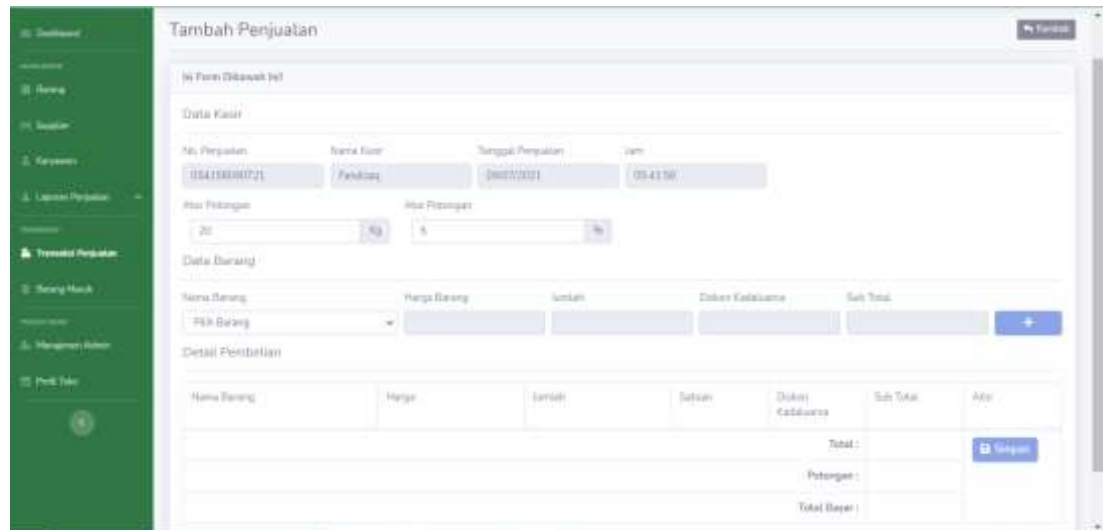 Dashboard
Tambah Penjualan
Kembali
Barang
Isi Form Dibawah Ini!
Supplier
Data Kasir
Karyawan
No. Penjualan Nama Kasir Tanggal Penjualan Jam
09/07/2021
Laporan Penjualan
Atur Potongan Atur Potongan
20 Kg 5 %
Transaksi Penjualan
Data Barang
Barang Masuk
Nama Barang Harga Barang Jumlah Diskon Kadaluarsa Sub Total
Pilih Barang +
Manajemen Admin
Detail Pembelian
Profil Toko
Nama Barang Harga Jumlah Satuan Diskon Kadaluarsa Sub Total Aksi
Total :
Simpan
Potongan :
Total Bayar :